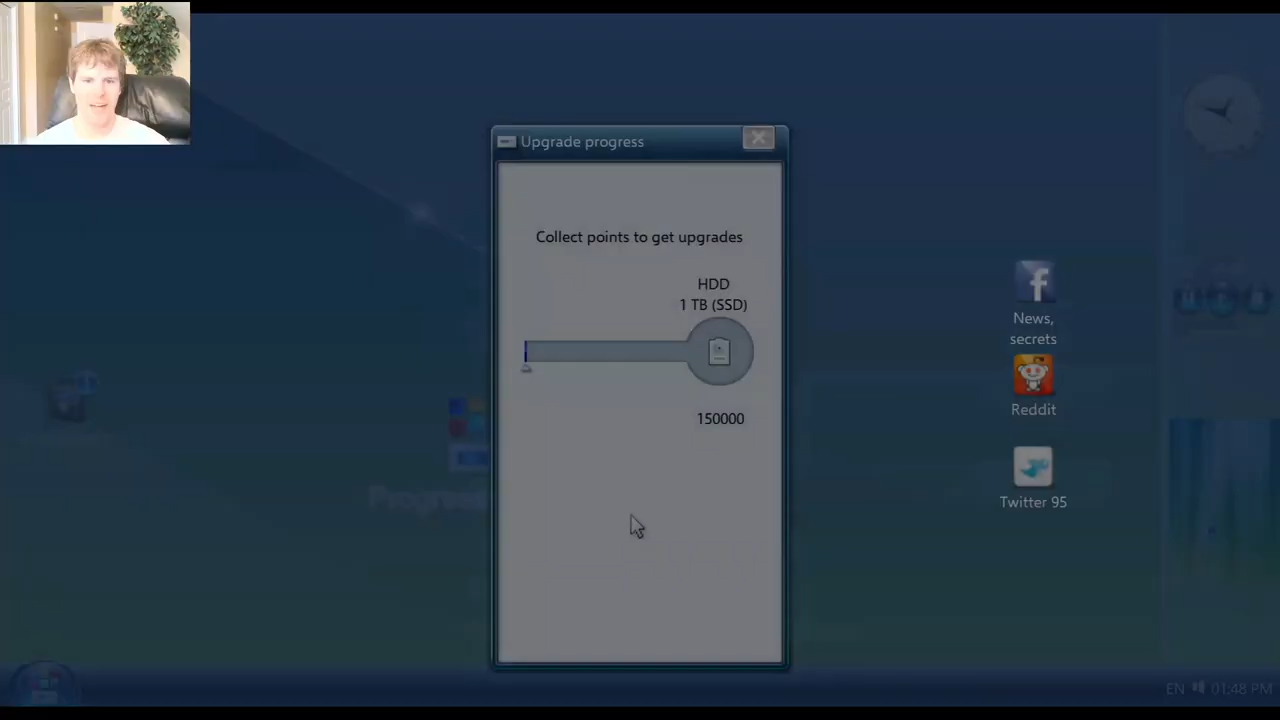 Upgrade progress
Collect points to get upgrades
HDD
1 TB (SSD)
150000
News,
secrets
Reddit
Twitter 95
Progre
EN 01:48 PM